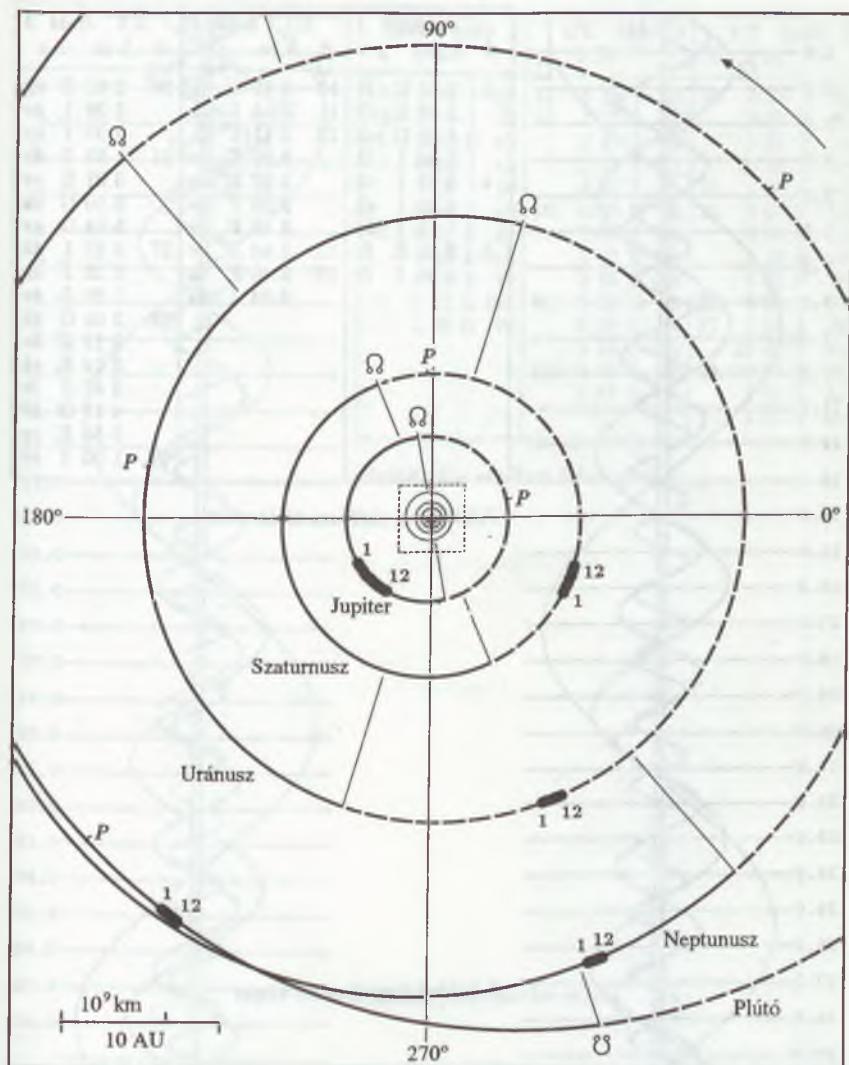 90°
☊
☊
P
☊
P
☊
P
P
180°
0°
1
12
Jupiter
12
1
Szaturnusz
Uránusz
1 12
P
1
12
1 12
Neptunusz
10⁹ km
10 AU
Plútó
270°
☋